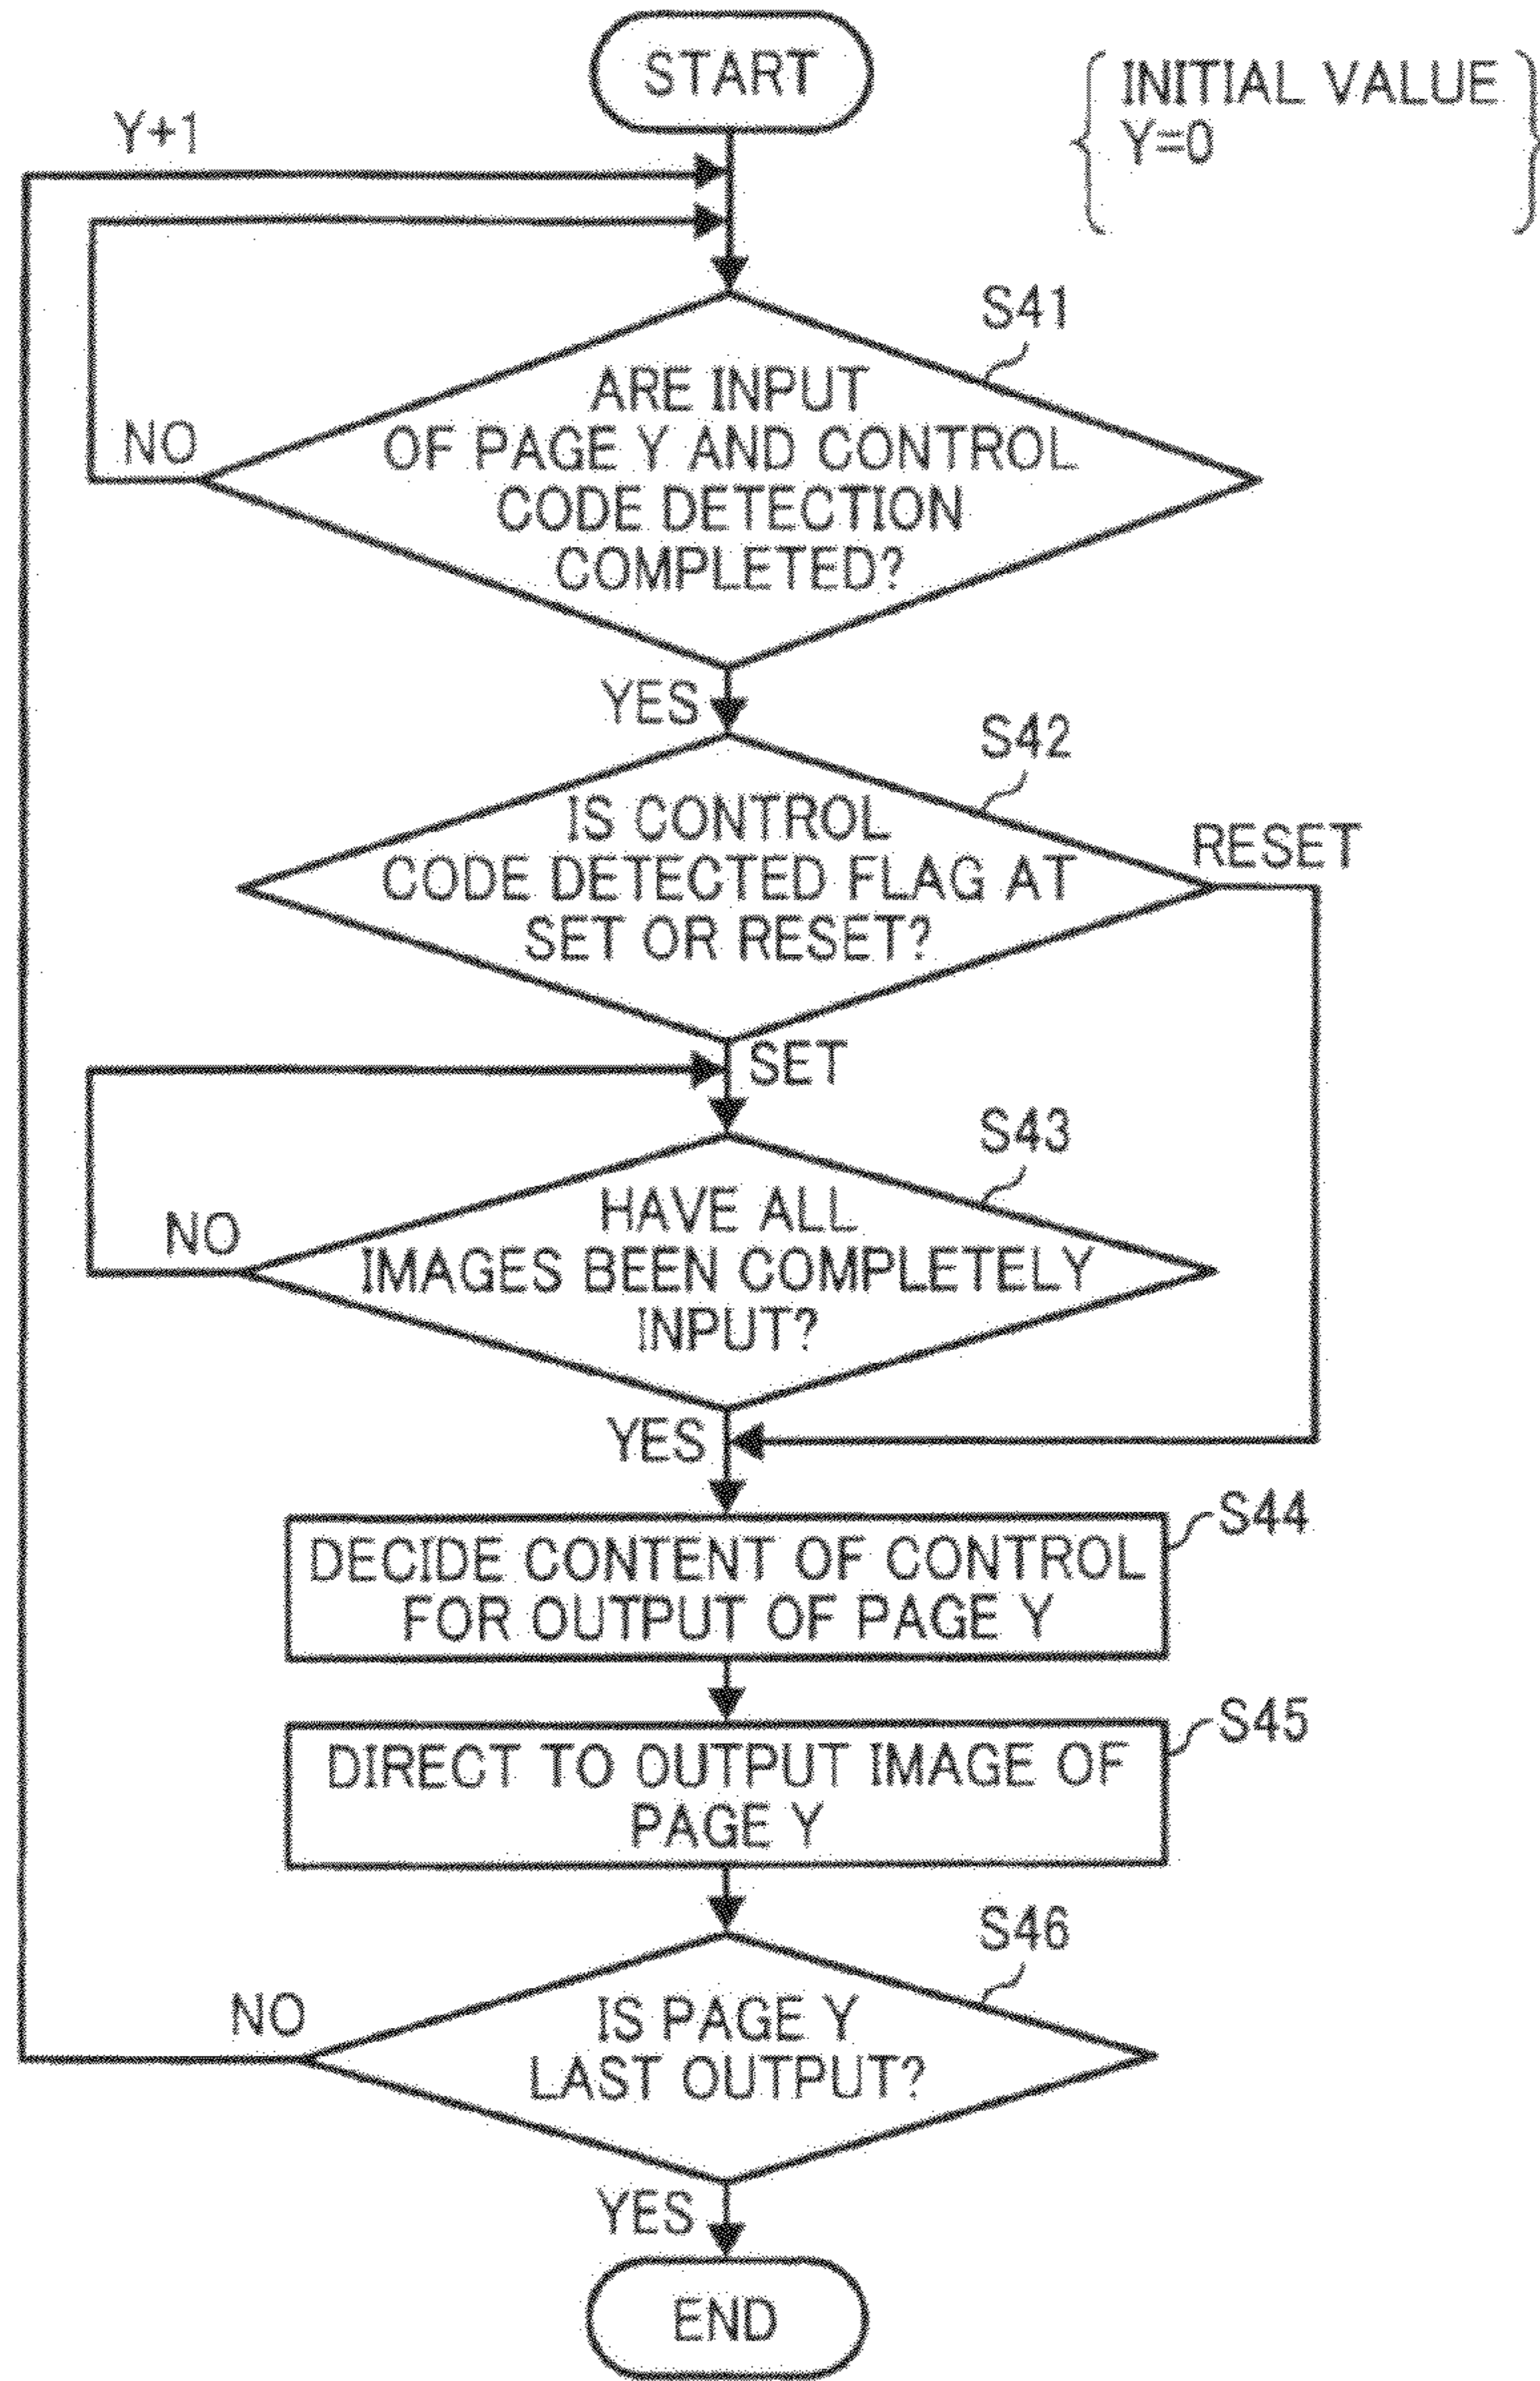 START
INITIAL VALUE
Y=0
Y+1
S41
ARE INPUT
OF PAGE Y AND CONTROL
CODE DETECTION
COMPLETED?
NO
YES
S42
IS CONTROL
CODE DETECTED FLAG AT
SET OR RESET?
RESET
SET
S43
HAVE ALL
IMAGES BEEN COMPLETELY
INPUT?
NO
YES
S44
DECIDE CONTENT OF CONTROL
FOR OUTPUT OF PAGE Y
S45
DIRECT TO OUTPUT IMAGE OF
PAGE Y
S46
IS PAGE Y
LAST OUTPUT?
NO
YES
END